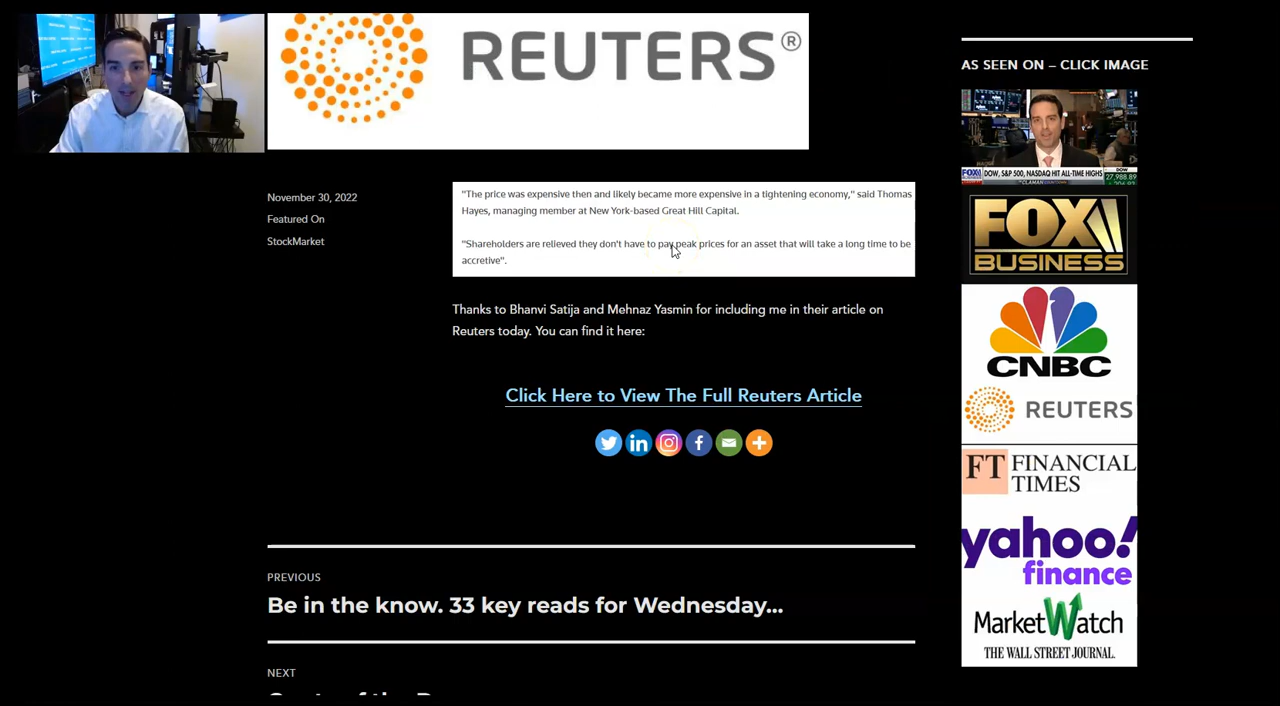 REUTERS®
AS SEEN ON – CLICK IMAGE
FOX
BUSINESS
DOW, S&P 500, NASDAQ HIT ALL-TIME HIGHS
DOW
27,988.89
November 30, 2022
Featured On
StockMarket
"The price was expensive then and likely became more expensive in a tightening economy," said Thomas
Hayes, managing member at New York-based Great Hill Capital.
"Shareholders are relieved they don't have to pay peak prices for an asset that will take a long time to be
accretive".
Thanks to Bhanvi Satija and Mehnaz Yasmin for including me in their article on
Reuters today. You can find it here:
Click Here to View The Full Reuters Article
PREVIOUS
Be in the know. 33 key reads for Wednesday...
NEXT
FOX
BUSINESS
CNBC
REUTERS
FT FINANCIAL
TIMES
yahoo!
finance
MarketWatch
THE WALL STREET JOURNAL.